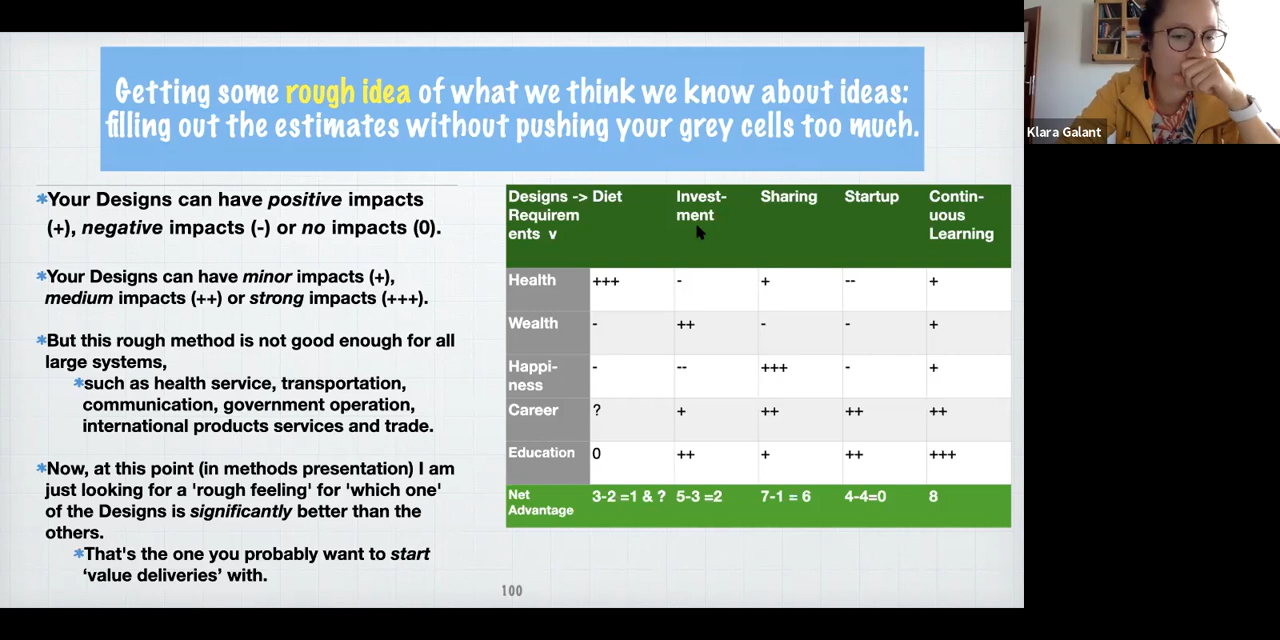 Getting some rough idea of what we think we know about ideas:
filling out the estimates without pushing your grey cells too much.
*Your Designs can have positive impacts
(+), negative impacts (-) or no impacts (0).
*Your Designs can have minor impacts (+),
medium impacts (++) or strong impacts (+++).
*But this rough method is not good enough for all
large systems,
*such as health service, transportation,
communication, government operation,
international products services and trade.
*Now, at this point (in methods presentation) I am
just looking for a 'rough feeling' for 'which one'
of the Designs is significantly better than the
others.
*That's the one you probably want to start
‘value deliveries’ with.
Designs -> Diet Invest- Sharing Startup Contin-
Requirem ment uous
ents v Learning
Health +++ - + -- +
Wealth - ++ - - +
Happi- - -- +++ - +
ness
Career ? + ++ ++ ++
Education 0 ++ + ++ +++
Net 3-2 =1 & ? 5-3 =2 7-1 = 6 4-4=0 8
Advantage
100
Klara Galant